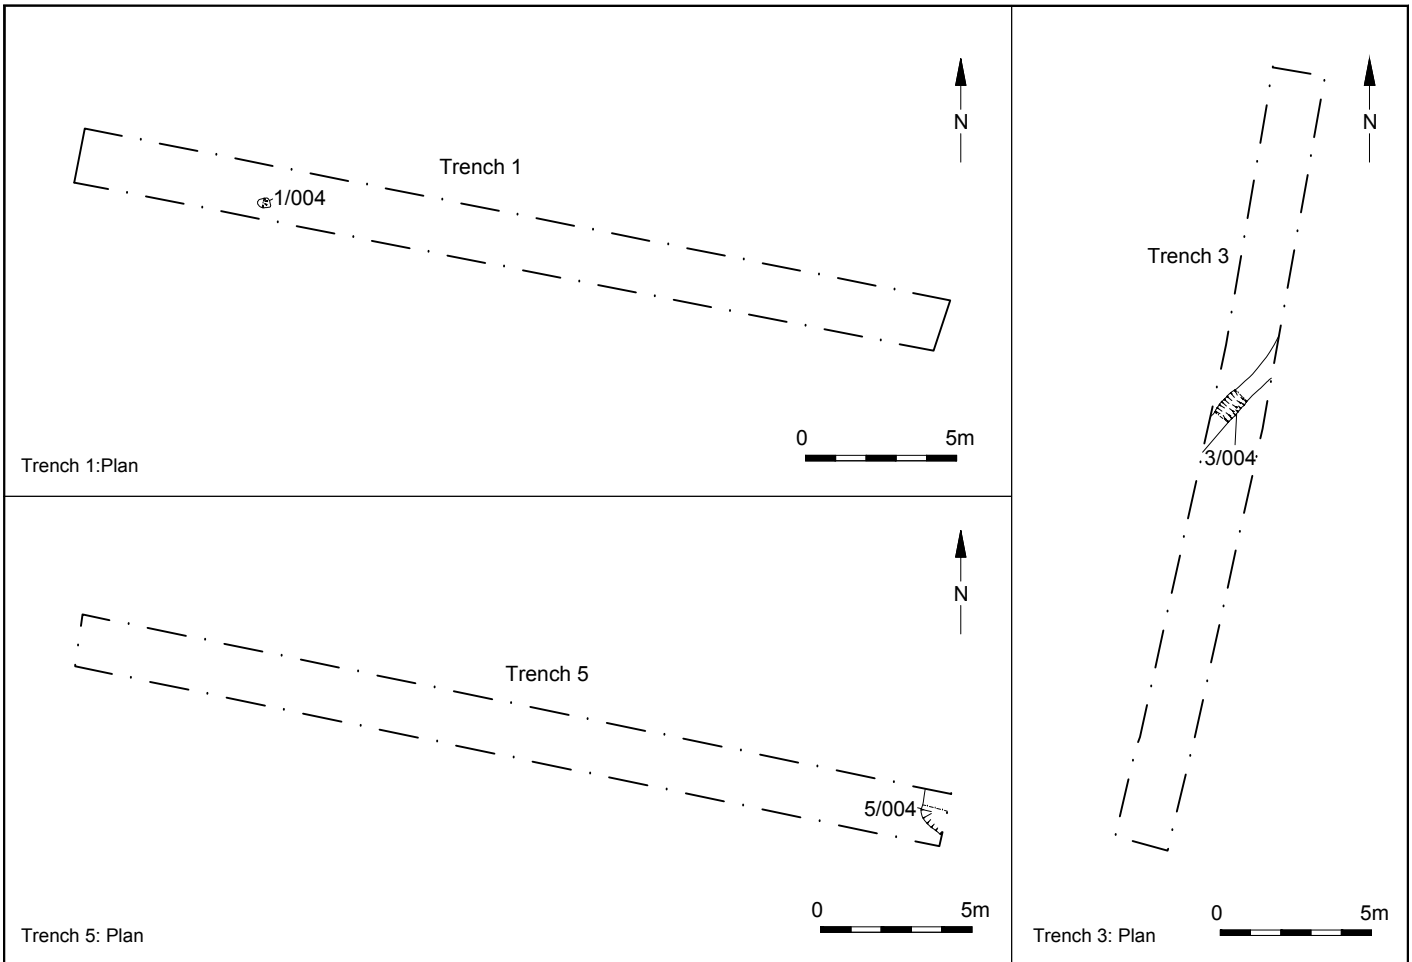 N
Trench 1
1/004
0 5m
Trench 1:Plan
N
Trench 5
5/004
0 5m
Trench 5: Plan
N
Trench 3
3/004
0 5m
Trench 3: Plan